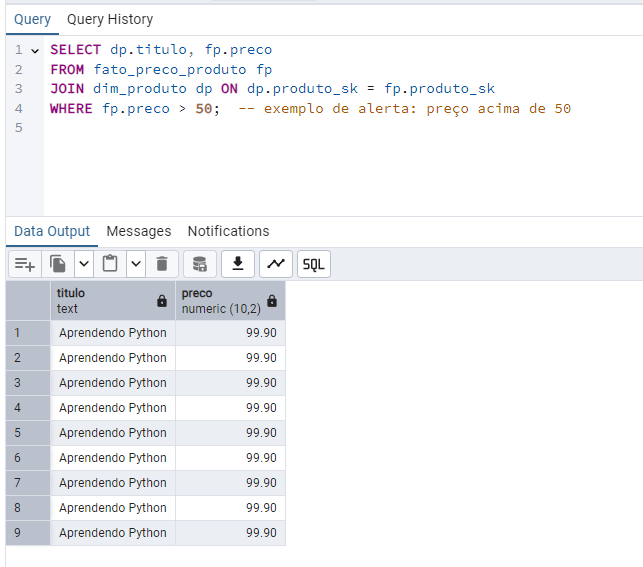 Query Query History
1 SELECT dp.titulo, fp.preco
2 FROM fato_preco_produto fp
3 JOIN dim_produto dp ON dp.produto_sk = fp.produto_sk
4 WHERE fp.preco > 50;  -- exemplo de alerta: preço acima de 50
5
Data Output Messages Notifications
SQL
titulo preco
text numeric (10,2)
1 Aprendendo Python 99.90
2 Aprendendo Python 99.90
3 Aprendendo Python 99.90
4 Aprendendo Python 99.90
5 Aprendendo Python 99.90
6 Aprendendo Python 99.90
7 Aprendendo Python 99.90
8 Aprendendo Python 99.90
9 Aprendendo Python 99.90